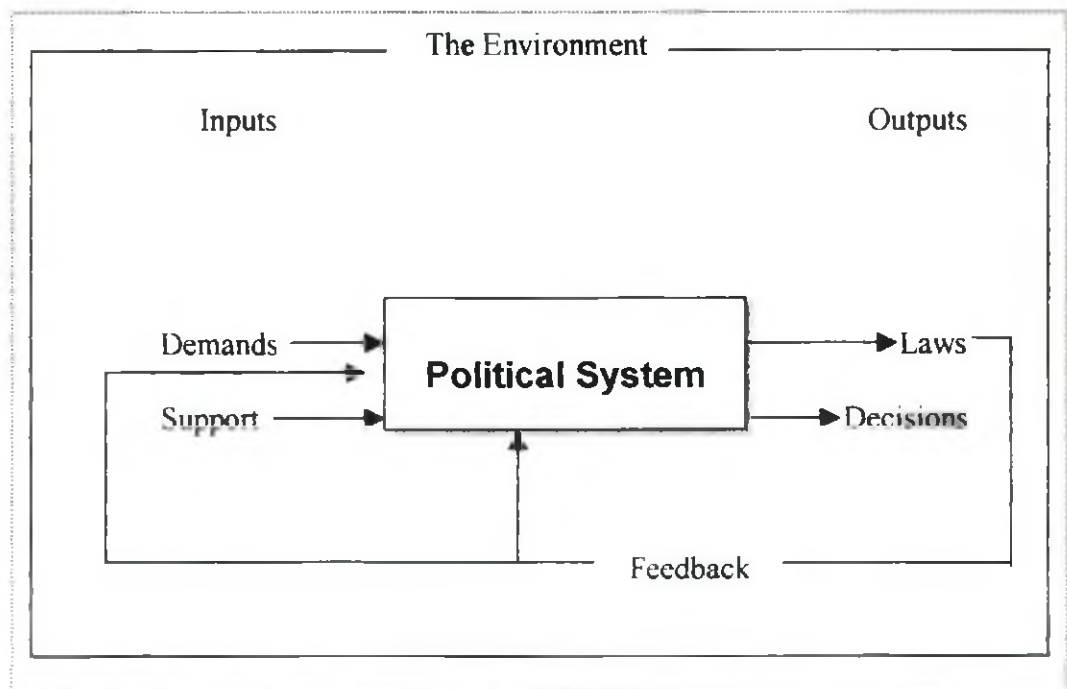 The Environment
Inputs
Outputs
Demands
Laws
Political System
Support
Decisions
Feedback